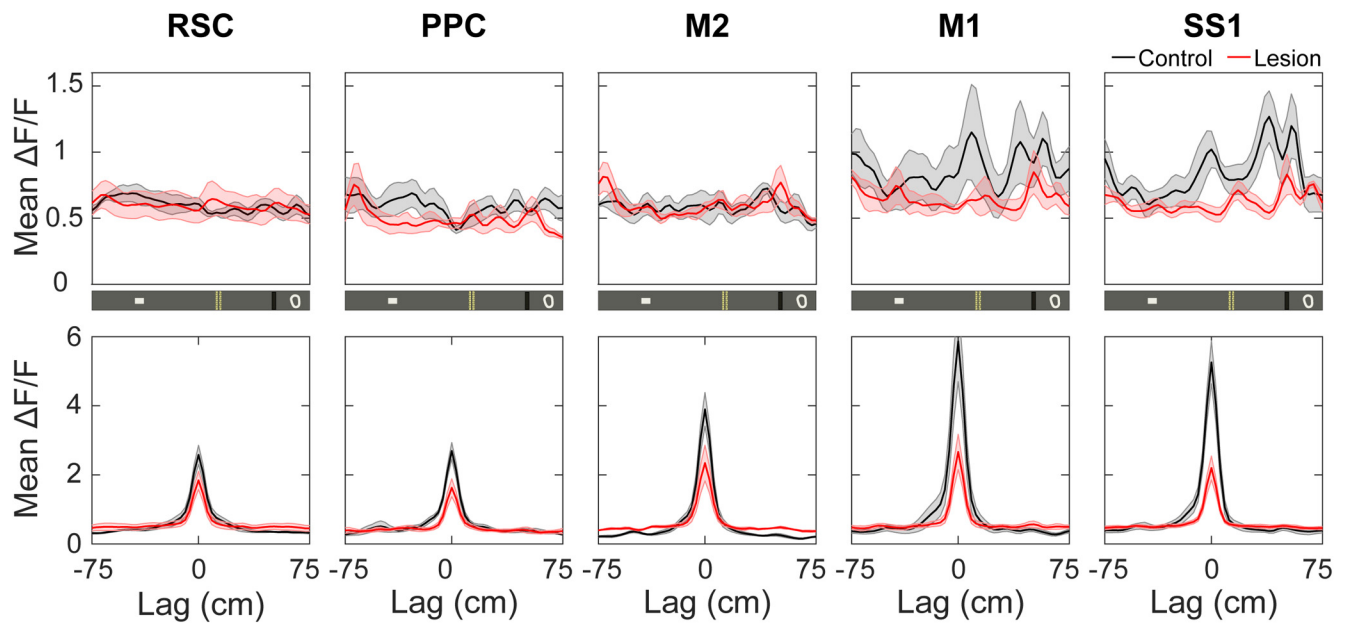 RSC PPC M2 M1 SS1
Control Lesion
Mean ΔF/F
1.5
1
0.5
0
Mean ΔF/F
6
4
2
0
-75 0 75 -75 0 75 -75 0 75 -75 0 75 -75 0 75
Lag (cm) Lag (cm) Lag (cm) Lag (cm) Lag (cm)